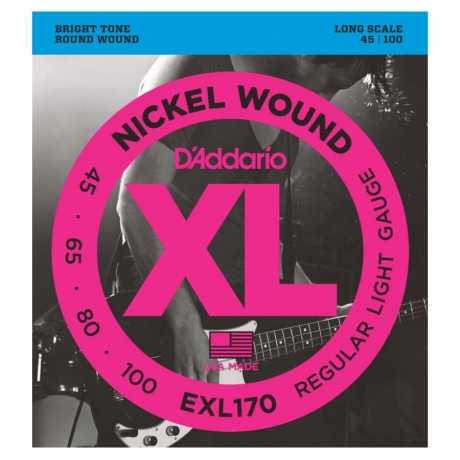 BRIGHT TONE
ROUND WOUND
LONG SCALE
45 | 100
NICKEL WOUND
D'Addario
XL
45 · 65 · 80 · 100
REGULAR LIGHT GAUGE
USA MADE
EXL170